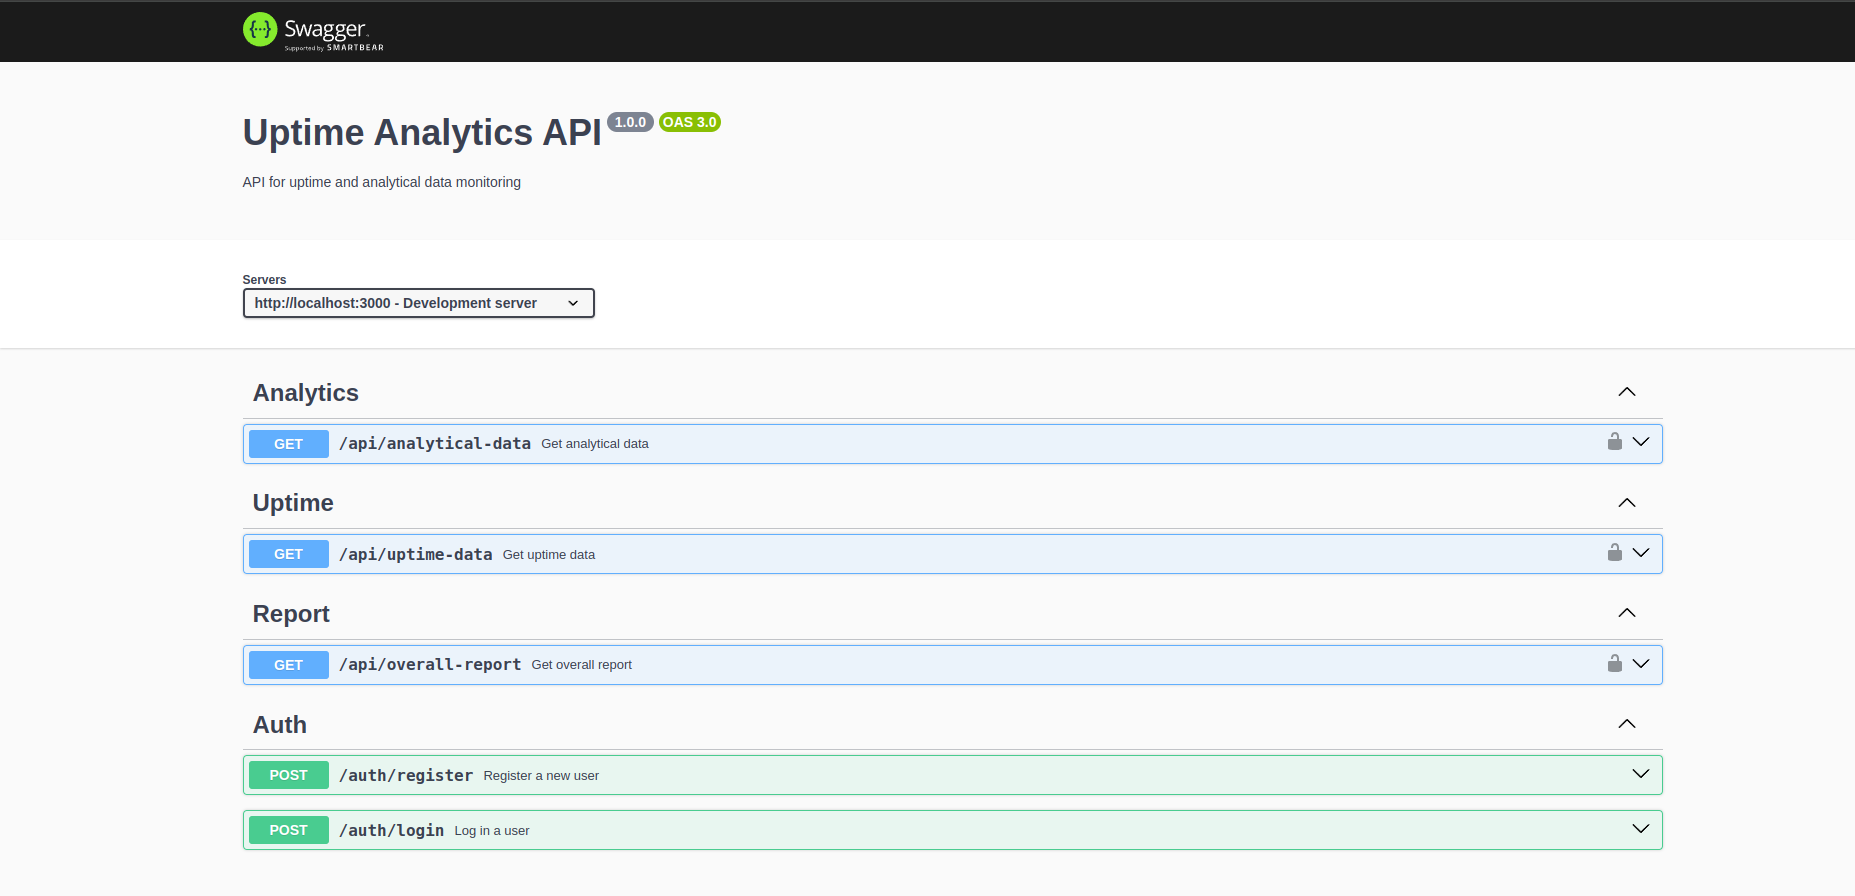 {···} Swagger
Supported by SMARTBEAR
Uptime Analytics API 1.0.0 OAS 3.0
API for uptime and analytical data monitoring
Servers
http://localhost:3000 - Development server
Analytics
GET /api/analytical-data Get analytical data
Uptime
GET /api/uptime-data Get uptime data
Report
GET /api/overall-report Get overall report
Auth
POST /auth/register Register a new user
POST /auth/login Log in a user